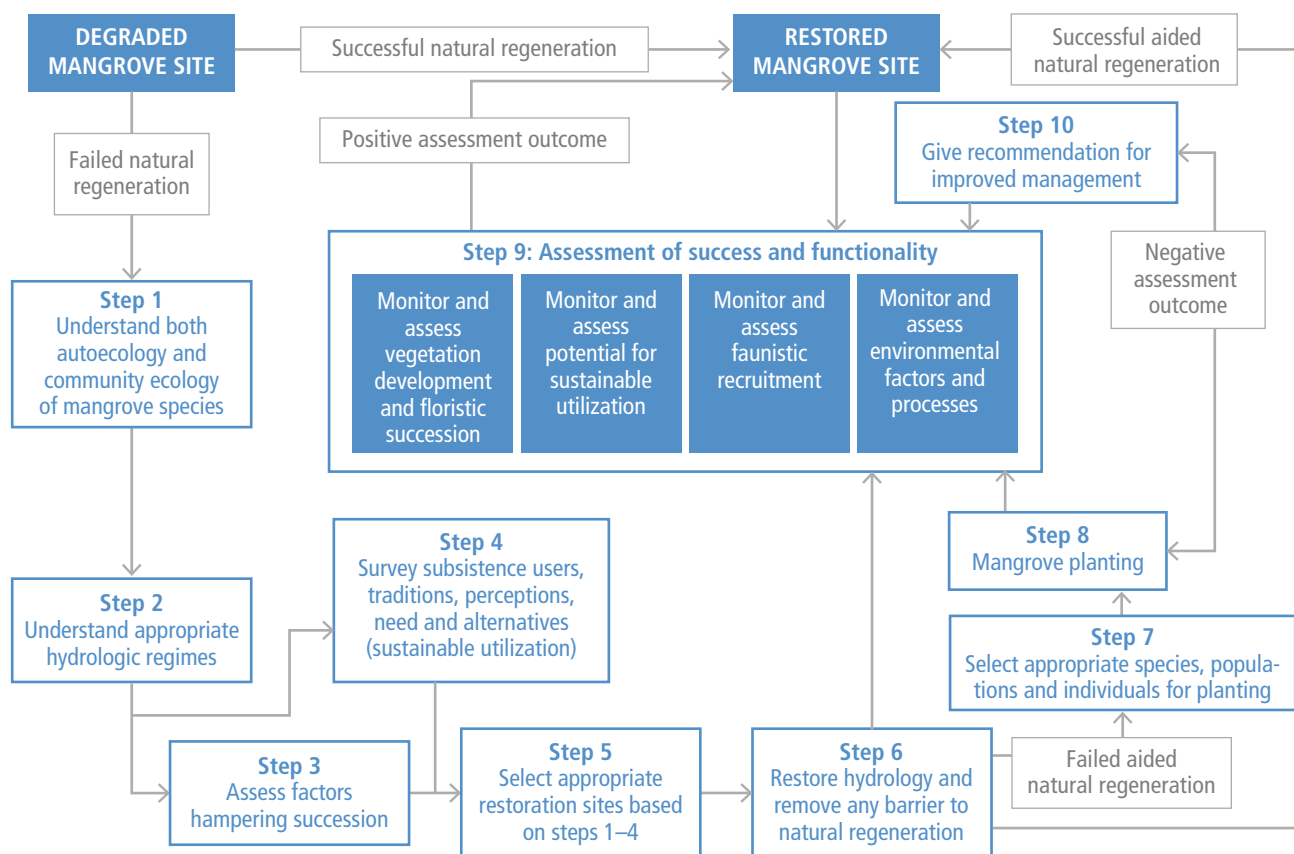 DEGRADED
MANGROVE SITE
Successful natural regeneration
RESTORED
MANGROVE SITE
Successful aided
natural regeneration
Failed natural
regeneration
Positive assessment outcome
Step 10
Give recommendation for
improved management
Negative
assessment
outcome
Step 9: Assessment of success and functionality
Monitor and
assess
vegetation
development
and floristic
succession
Monitor and
assess
potential for
sustainable
utilization
Monitor and
assess
faunistic
recruitment
Monitor and
assess
environmental
factors and
processes
Step 1
Understand both
autoecology and
community ecology
of mangrove species
Step 2
Understand appropriate
hydrologic regimes
Step 4
Survey subsistence users,
traditions, perceptions,
need and alternatives
(sustainable utilization)
Step 8
Mangrove planting
Step 7
Select appropriate species, popula-
tions and individuals for planting
Step 3
Assess factors
hampering succession
Step 5
Select appropriate
restoration sites based
on steps 1–4
Step 6
Restore hydrology and
remove any barrier to
natural regeneration
Failed aided
natural regeneration